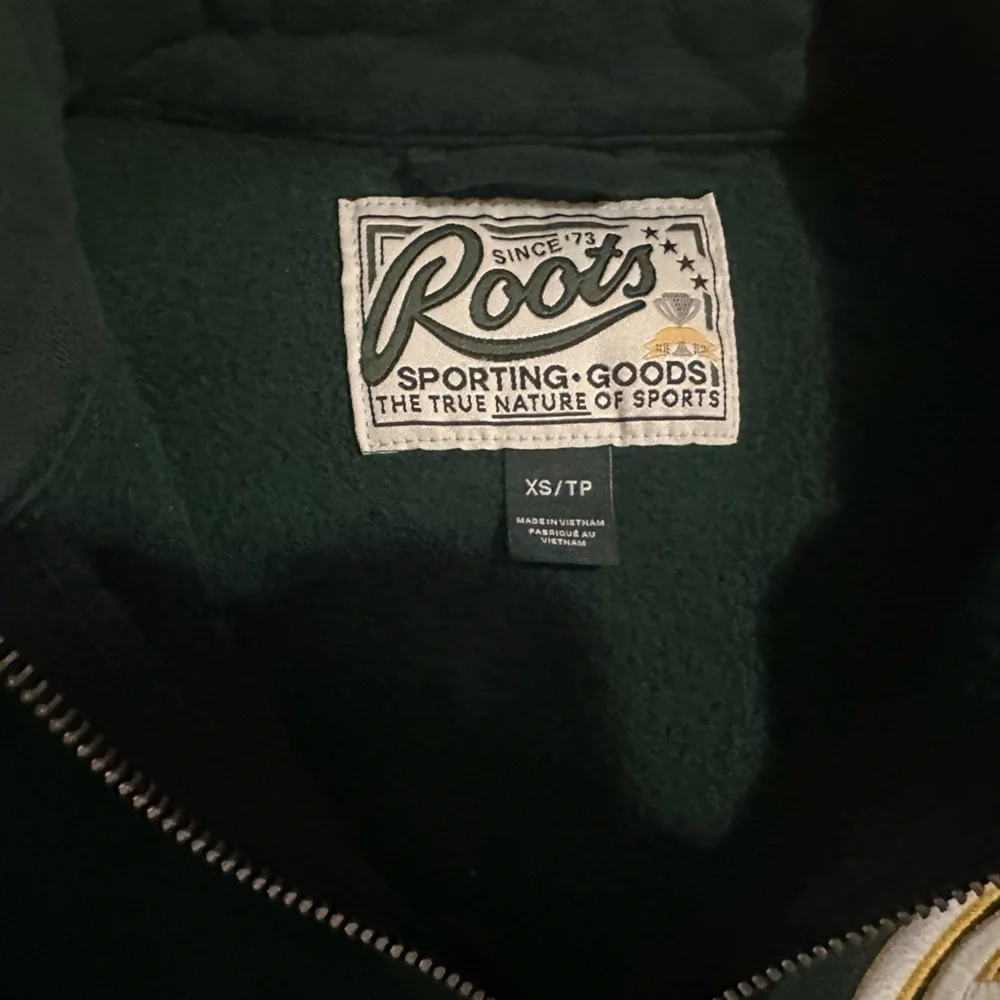 SINCE '73
Roots
SPORTING • GOODS
THE TRUE NATURE OF SPORTS
XS/TP
MADE IN VIETNAM
FABRIQUÉ AU
VIETNAM